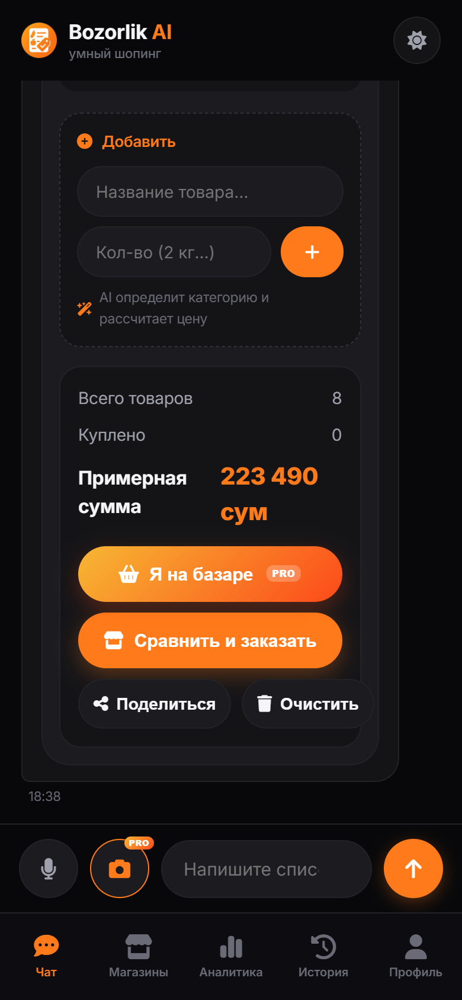 Bozorlik AI
умный шопинг
Добавить
Название товара...
Кол-во (2 кг...)
AI определит категорию и
рассчитает цену
Всего товаров 8
Куплено 0
Примерная
сумма
223 490
сум
Я на базаре PRO
Сравнить и заказать
Поделиться Очистить
18:38
PRO
Напишите спис
Чат Магазины Аналитика История Профиль